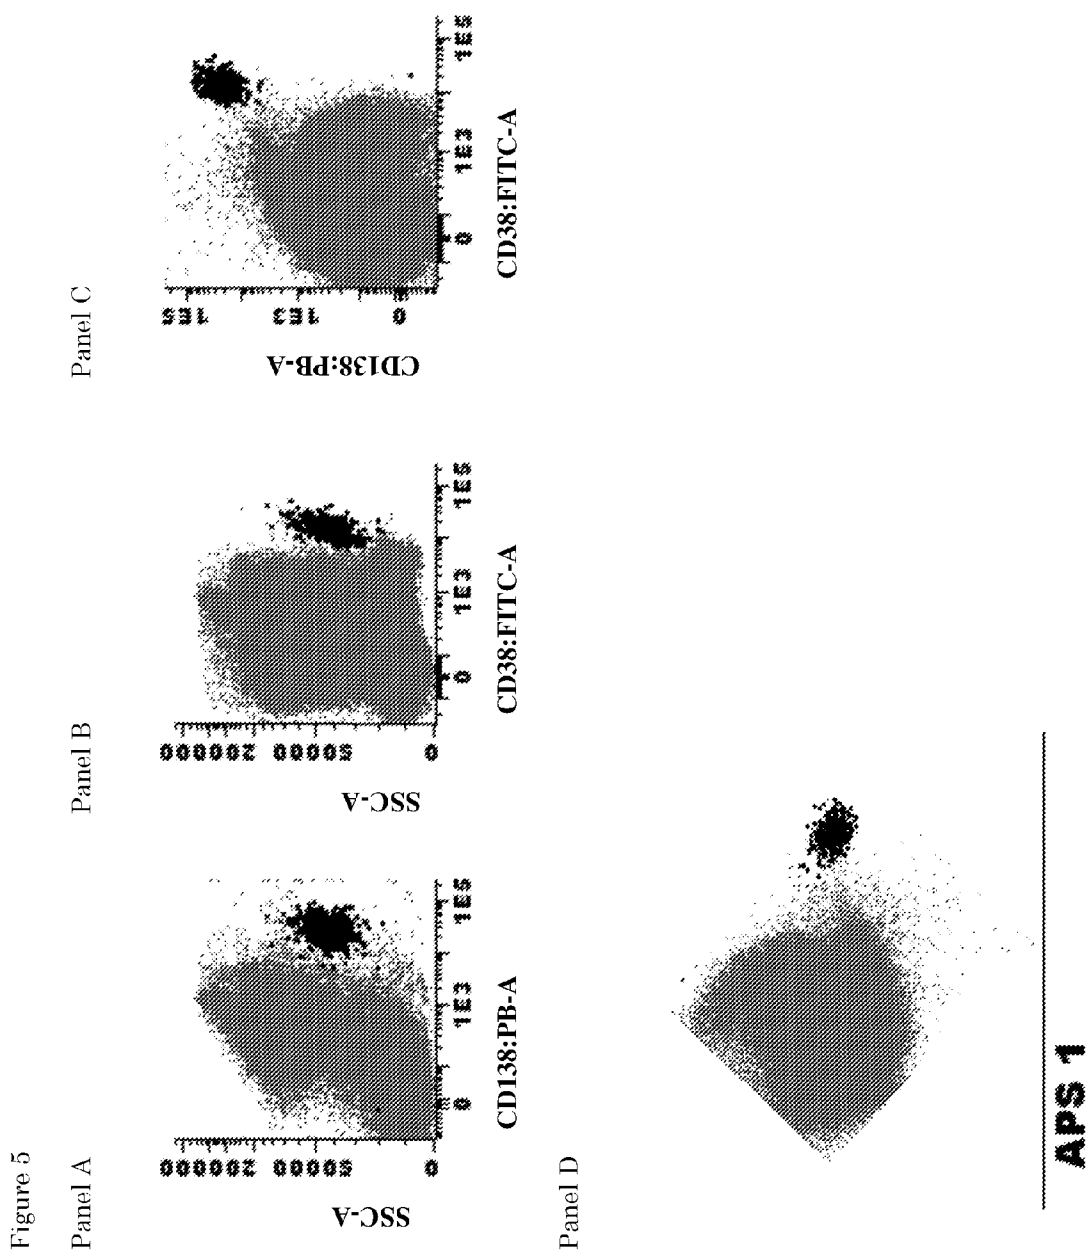 Figure 5
Panel A
SSC-A
200000
50000
0
0
1E3
1E5
CD138:PB-A
Panel B
SSC-A
200000
50000
0
0
1E3
1E5
CD38:FITC-A
Panel C
CD138:PB-A
1E5
1E3
0
0
1E3
1E5
CD38:FITC-A
Panel D
APS 1